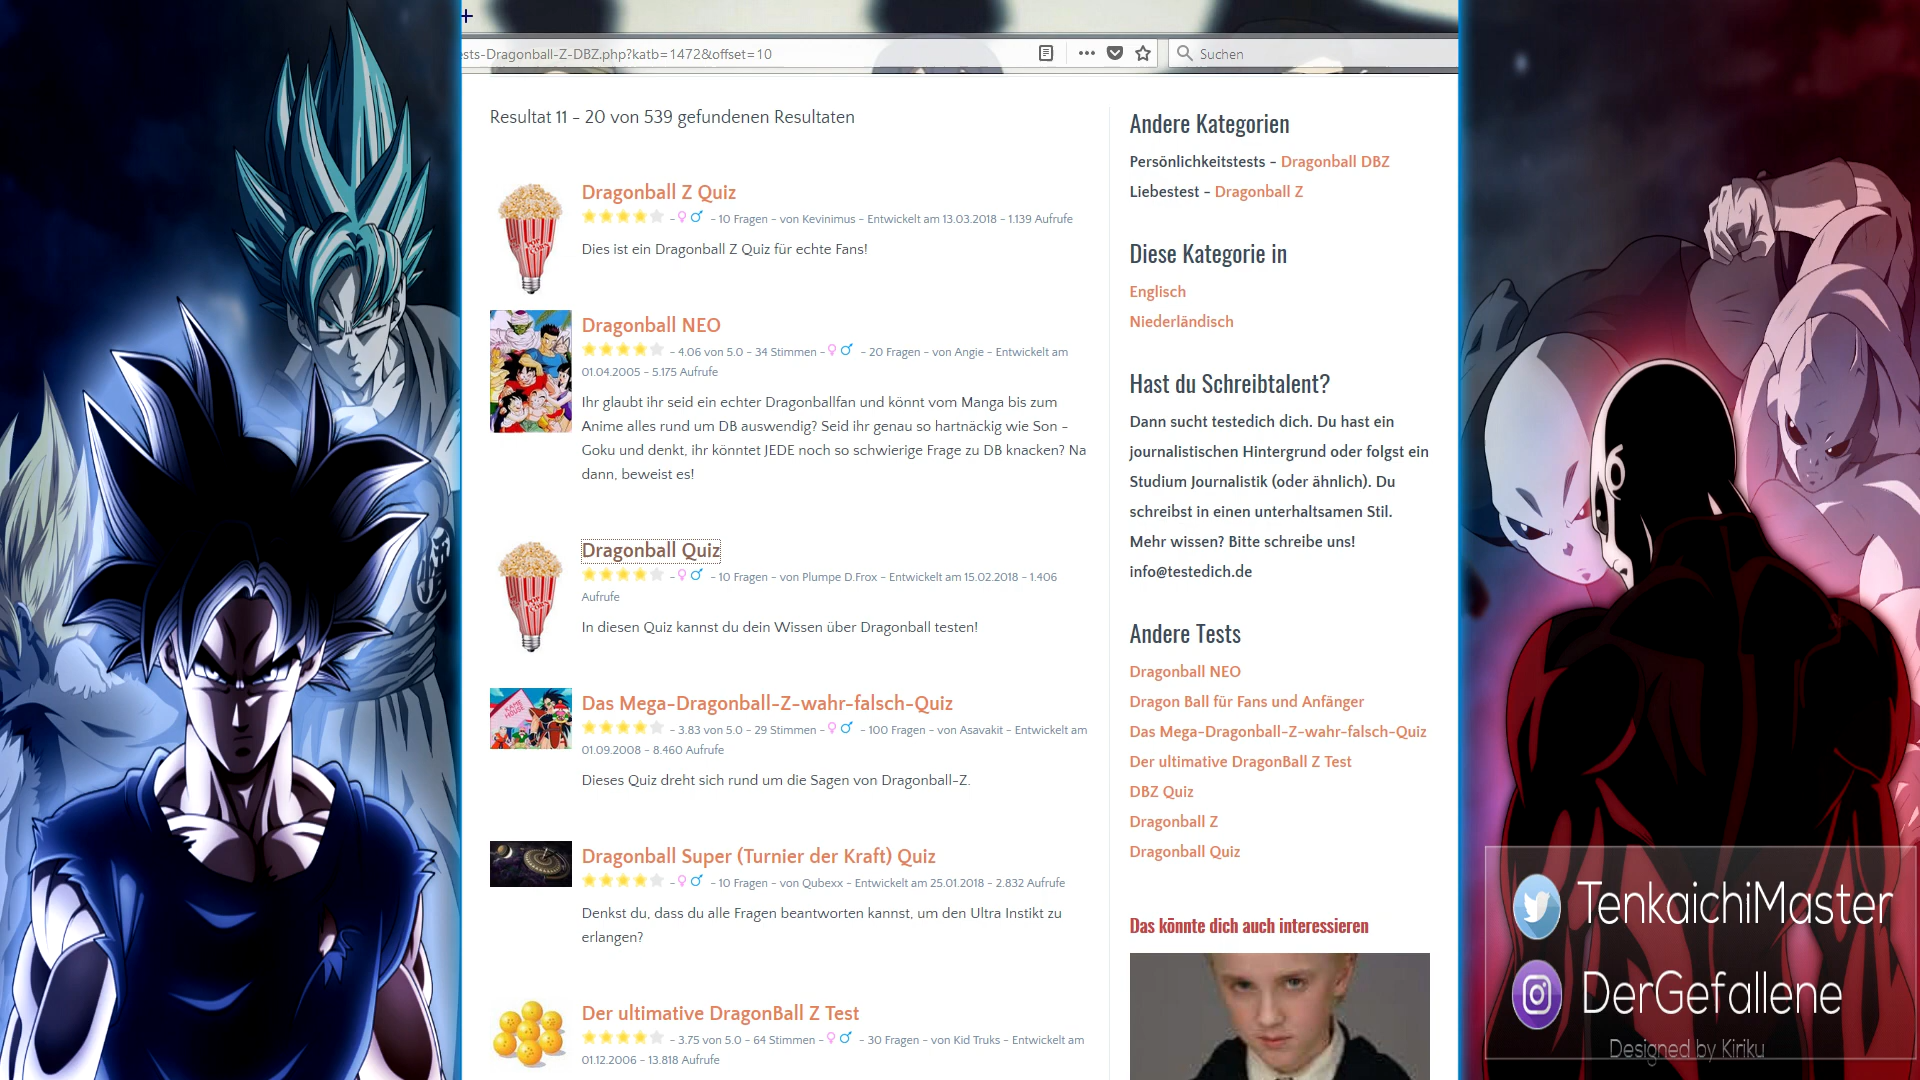 sts-Dragonball-Z-DBZ.php?katb=1472&offset=10
Suchen
Resultat 11 - 20 von 539 gefundenen Resultaten
Dragonball Z Quiz
- 10 Fragen - von Kevinimus - Entwickelt am 13.03.2018 - 1.139 Aufrufe
Dies ist ein Dragonball Z Quiz für echte Fans!
Dragonball NEO
- 4.06 von 5.0 - 34 Stimmen - - 20 Fragen - von Angie - Entwickelt am
01.04.2005 - 5.175 Aufrufe
Ihr glaubt ihr seid ein echter Dragonballfan und könnt vom Manga bis zum
Anime alles rund um DB auswendig? Seid ihr genau so hartnäckig wie Son -
Goku und denkt, ihr könntet JEDE noch so schwierige Frage zu DB knacken? Na
dann, beweist es!
Dragonball Quiz
- 10 Fragen - von Plumpe D.Frox - Entwickelt am 15.02.2018 - 1.406
Aufrufe
In diesen Quiz kannst du dein Wissen über Dragonball testen!
KAME
HOUSE
Das Mega-Dragonball-Z-wahr-falsch-Quiz
- 3.83 von 5.0 - 29 Stimmen - - 100 Fragen - von Asavakit - Entwickelt am
01.09.2008 - 8.460 Aufrufe
Dieses Quiz dreht sich rund um die Sagen von Dragonball-Z.
Dragonball Super (Turnier der Kraft) Quiz
- 10 Fragen - von Qubexx - Entwickelt am 25.01.2018 - 2.832 Aufrufe
Denkst du, dass du alle Fragen beantworten kannst, um den Ultra Instikt zu
erlangen?
Der ultimative DragonBall Z Test
- 3.75 von 5.0 - 64 Stimmen - - 30 Fragen - von Kid Truks - Entwickelt am
01.12.2006 - 13.818 Aufrufe
Andere Kategorien
Persönlichkeitstests - Dragonball DBZ
Liebestest - Dragonball Z
Diese Kategorie in
Englisch
Niederländisch
Hast du Schreibtalent?
Dann sucht testedich dich. Du hast ein
journalistischen Hintergrund oder folgst ein
Studium Journalistik (oder ähnlich). Du
schreibst in einen unterhaltsamen Stil.
Mehr wissen? Bitte schreibe uns!
info@testedich.de
Andere Tests
Dragonball NEO
Dragon Ball für Fans und Anfänger
Das Mega-Dragonball-Z-wahr-falsch-Quiz
Der ultimative DragonBall Z Test
DBZ Quiz
Dragonball Z
Dragonball Quiz
Das könnte dich auch interessieren
TenkaichiMaster
DerGefallene
Designed by Kiriku